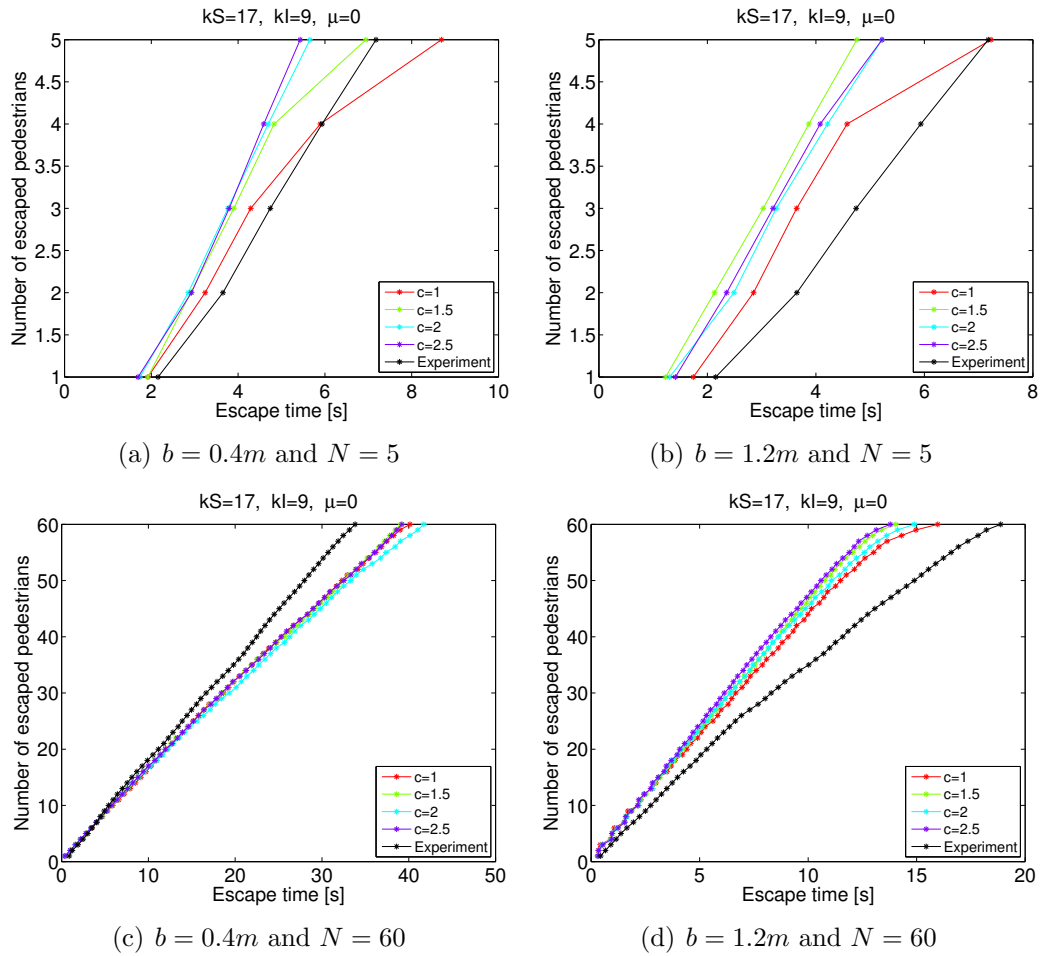 kS=17, kI=9, μ=0
Number of escaped pedestrians
5
4.5
4
3.5
3
2.5
2
1.5
1
0 2 4 6 8 10
Escape time [s]
c=1
c=1.5
c=2
c=2.5
Experiment
(a) b = 0.4m and N = 5
kS=17, kI=9, μ=0
Number of escaped pedestrians
5
4.5
4
3.5
3
2.5
2
1.5
1
0 2 4 6 8
Escape time [s]
c=1
c=1.5
c=2
c=2.5
Experiment
(b) b = 1.2m and N = 5
kS=17, kI=9, μ=0
Number of escaped pedestrians
60
50
40
30
20
10
0
0 10 20 30 40 50
Escape time [s]
c=1
c=1.5
c=2
c=2.5
Experiment
(c) b = 0.4m and N = 60
kS=17, kI=9, μ=0
Number of escaped pedestrians
60
50
40
30
20
10
0
0 5 10 15 20
Escape time [s]
c=1
c=1.5
c=2
c=2.5
Experiment
(d) b = 1.2m and N = 60